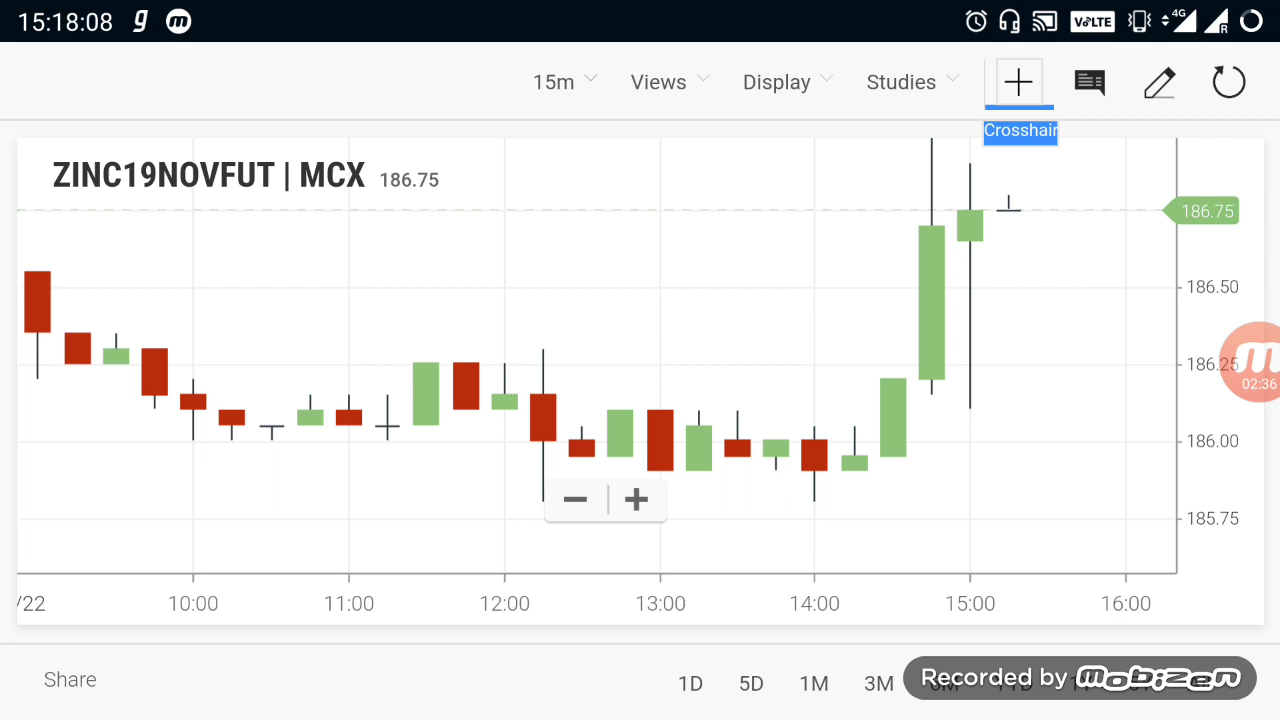 15:18:08 g m VoLTE 4G R
15m Views Display Studies
Crosshair
ZINC19NOVFUT | MCX 186.75
186.75
186.50
186.25
02:36
186.00
185.75
/22 10:00 11:00 12:00 13:00 14:00 15:00 16:00
Share 1D 5D 1M 3M
Recorded by mobizen